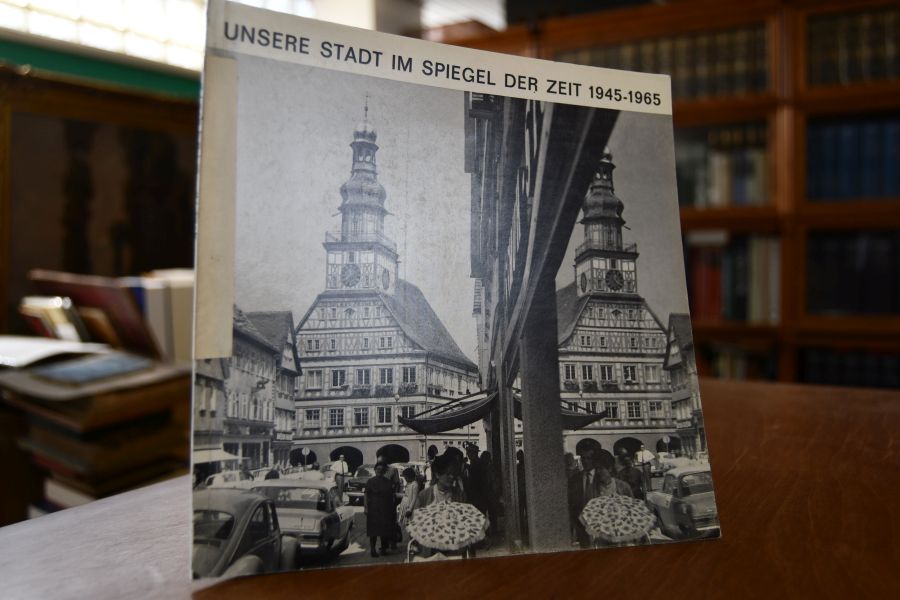 UNSERE STADT IM SPIEGEL DER ZEIT 1945-1965